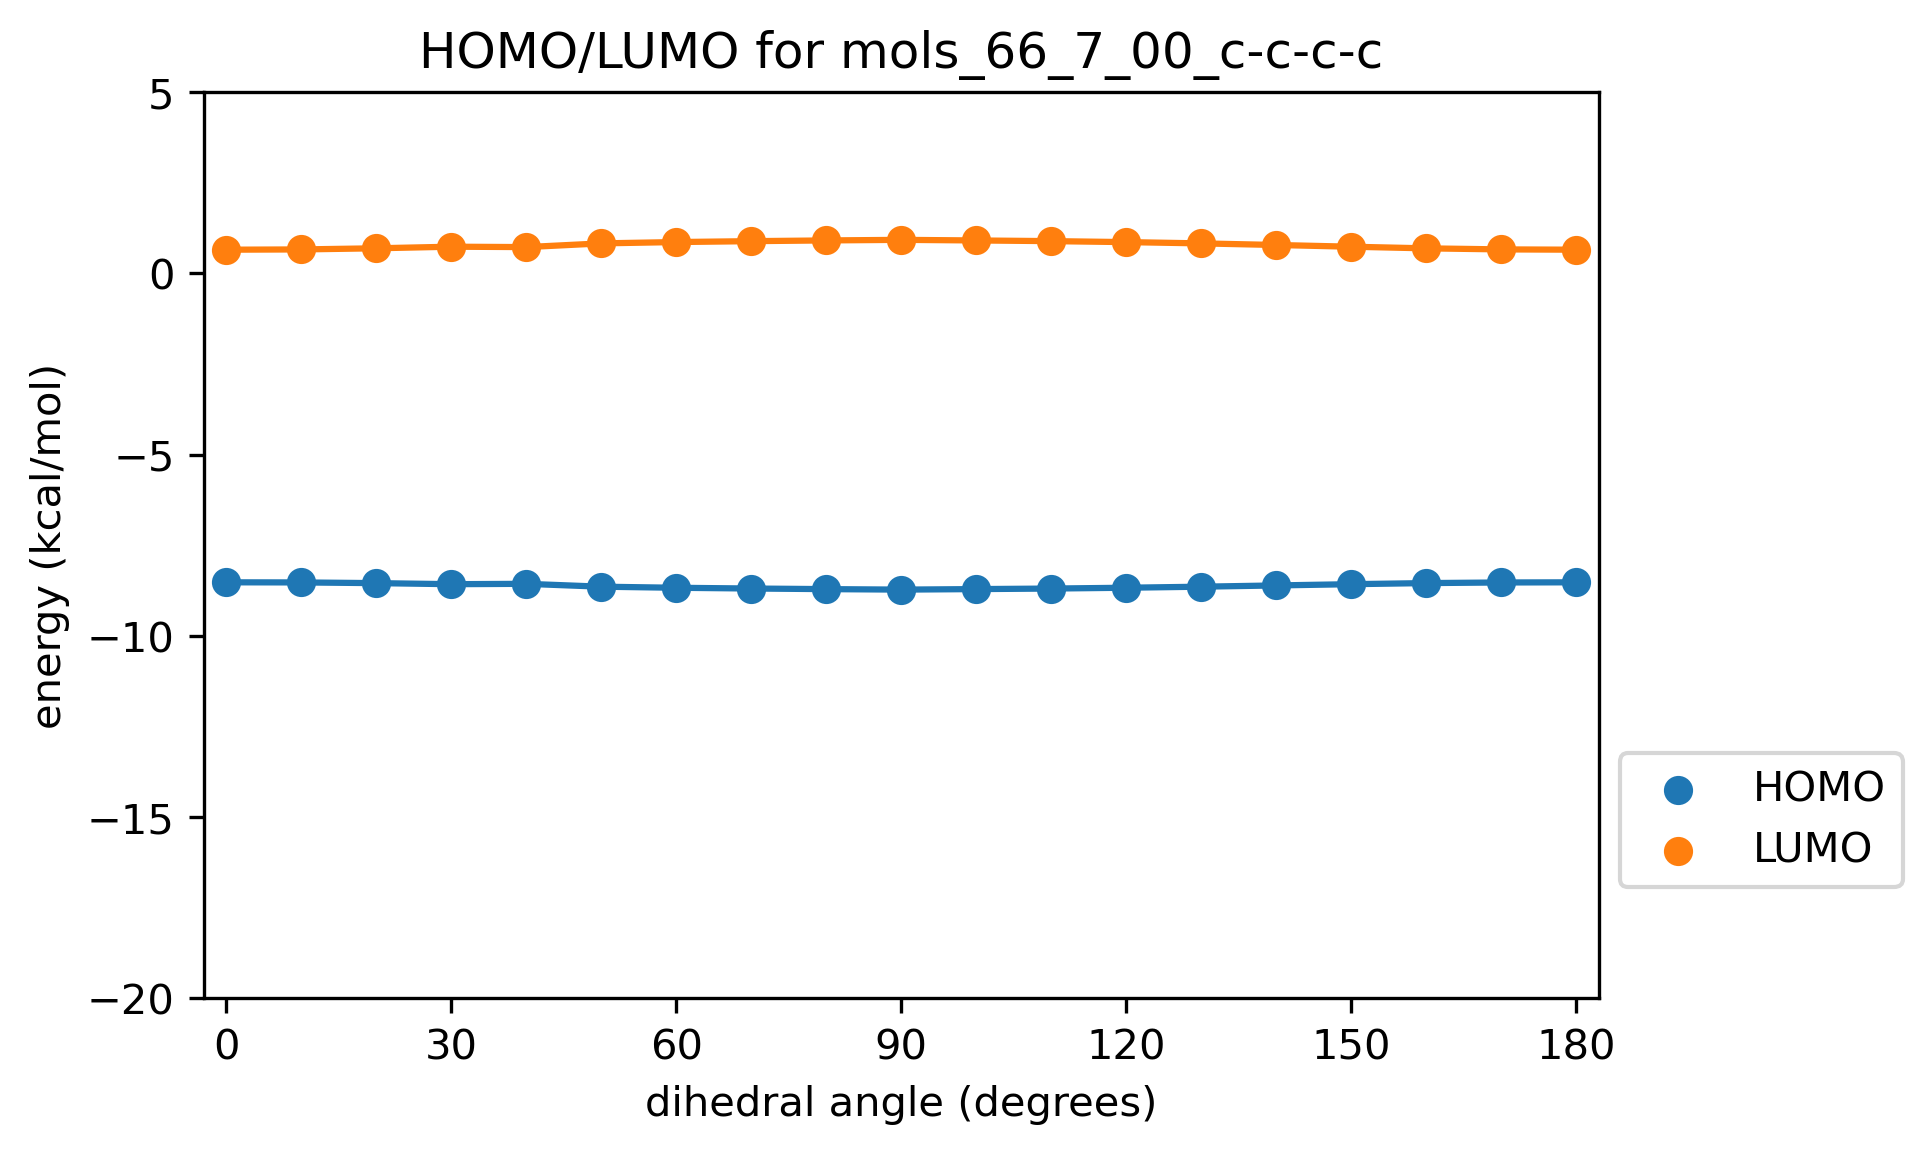 HOMO/LUMO for mols_66_7_00_c-c-c-c
5
0
−5
−10
−15
−20
energy (kcal/mol)
0 30 60 90 120 150 180
dihedral angle (degrees)
HOMO
LUMO